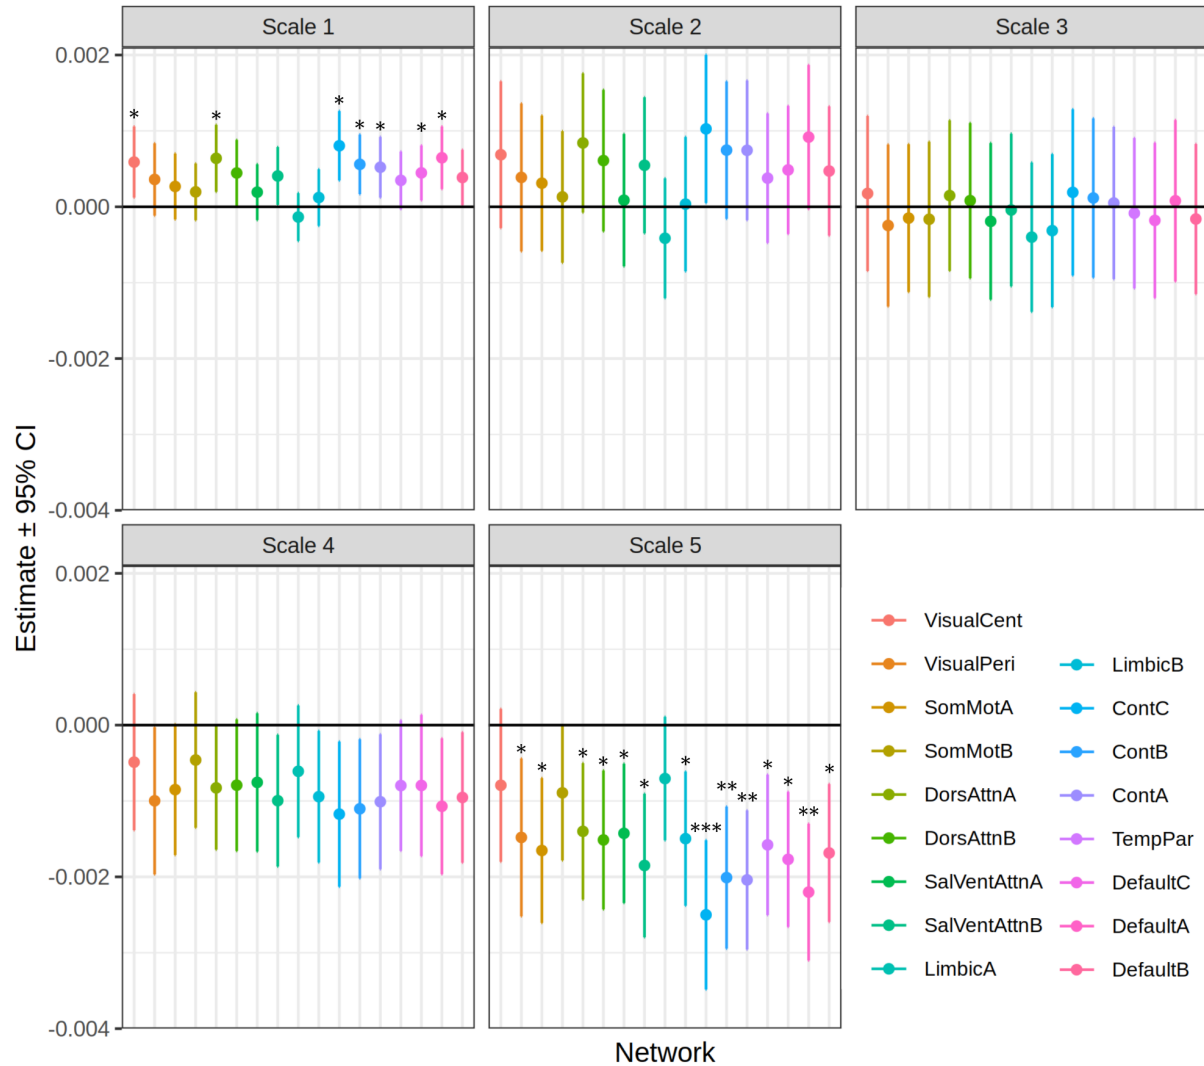 Scale 1
Scale 2
Scale 3
0.002
0.000
-0.002
-0.004
* * * * * * *
Estimate ± 95% CI
Scale 4
Scale 5
0.002
0.000
-0.002
-0.004
* * * * * * * *** ** ** * * ** *
Network
VisualCent
VisualPeri
SomMotA
SomMotB
DorsAttnA
DorsAttnB
SalVentAttnA
SalVentAttnB
LimbicA
LimbicB
ContC
ContB
ContA
TempPar
DefaultC
DefaultA
DefaultB